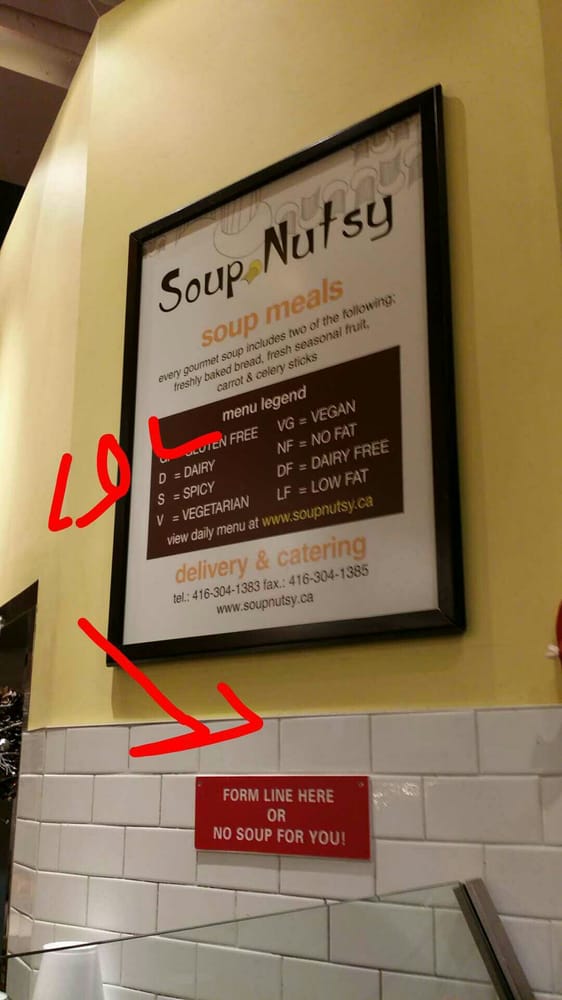 Soup Nutsy
soup meals
every gourmet soup includes two of the following:
freshly baked bread, fresh seasonal fruit,
carrot & celery sticks
menu legend
GLUTEN FREE
D = DAIRY
S = SPICY
V = VEGETARIAN
VG = VEGAN
NF = NO FAT
DF = DAIRY FREE
LF = LOW FAT
view daily menu at www.soupnutsy.ca
delivery & catering
tel.: 416-304-1383 fax.: 416-304-1385
www.soupnutsy.ca
LOL
FORM LINE HERE
OR
NO SOUP FOR YOU!